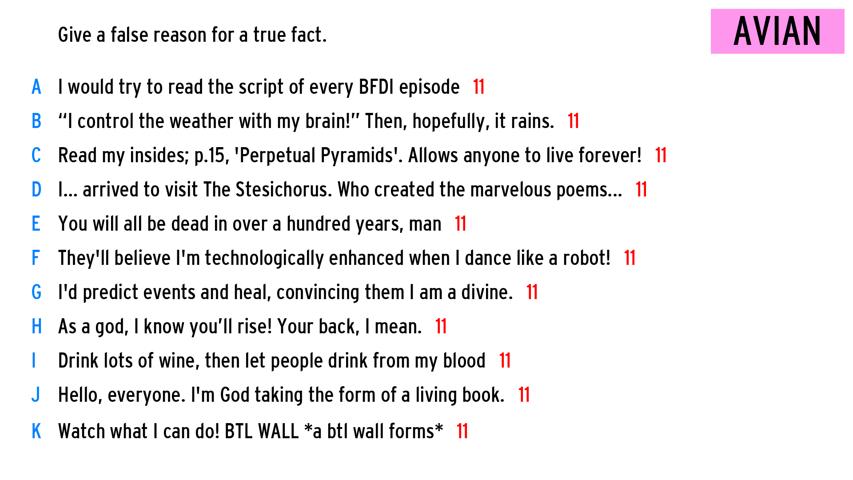 Give a false reason for a true fact.
AVIAN
A I would try to read the script of every BFDI episode 11
B “I control the weather with my brain!” Then, hopefully, it rains. 11
C Read my insides; p.15, 'Perpetual Pyramids'. Allows anyone to live forever! 11
D I... arrived to visit The Stesichorus. Who created the marvelous poems... 11
E You will all be dead in over a hundred years, man 11
F They'll believe I'm technologically enhanced when I dance like a robot! 11
G I'd predict events and heal, convincing them I am a divine. 11
H As a god, I know you’ll rise! Your back, I mean. 11
I Drink lots of wine, then let people drink from my blood 11
J Hello, everyone. I'm God taking the form of a living book. 11
K Watch what I can do! BTL WALL *a btl wall forms* 11